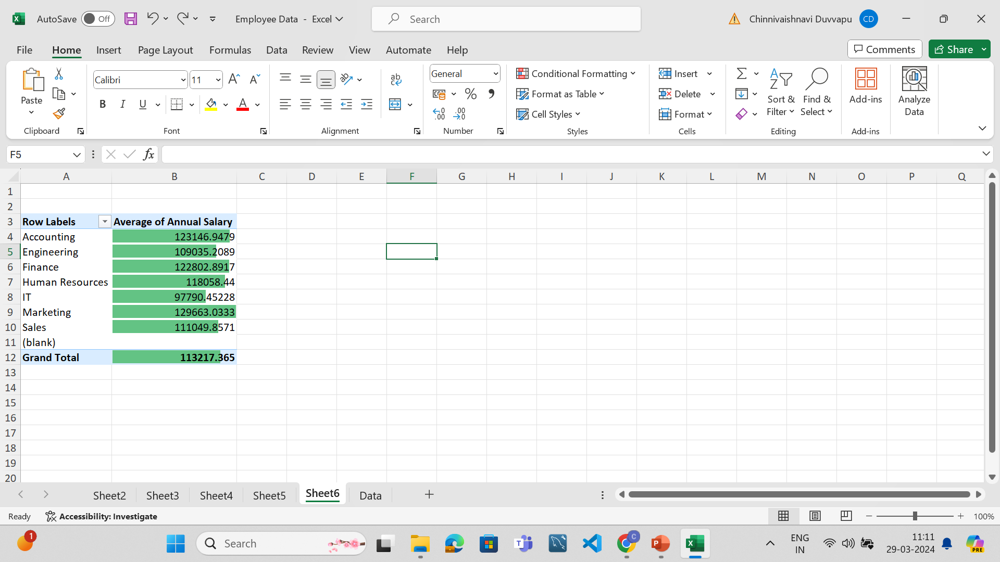 AutoSave Off Employee Data - Excel Search Chinnivaishnavi Duvvapu CD
File Home Insert Page Layout Formulas Data Review View Automate Help Comments Share
Paste
Clipboard
Calibri 11
B I U A
Font
ab
Alignment
General
% ,
Number
Conditional Formatting
Format as Table
Cell Styles
Styles
Insert
Delete
Format
Cells
Sort &
Filter
Find &
Select
Editing
Add-ins
Add-ins
Analyze
Data
F5 fx
A B C D E F G H I J K L M N O P Q
1
2
3 Row Labels Average of Annual Salary
4 Accounting 123146.9479
5 Engineering 109035.2089
6 Finance 122802.8917
7 Human Resources 118058.44
8 IT 97790.45228
9 Marketing 129663.0333
10 Sales 111049.8571
11 (blank)
12 Grand Total 113217.365
13
14
15
16
17
18
19
20
Sheet2 Sheet3 Sheet4 Sheet5 Sheet6 Data
Ready Accessibility: Investigate 100%
1 Search ENG 11:11
IN 29-03-2024 PRE